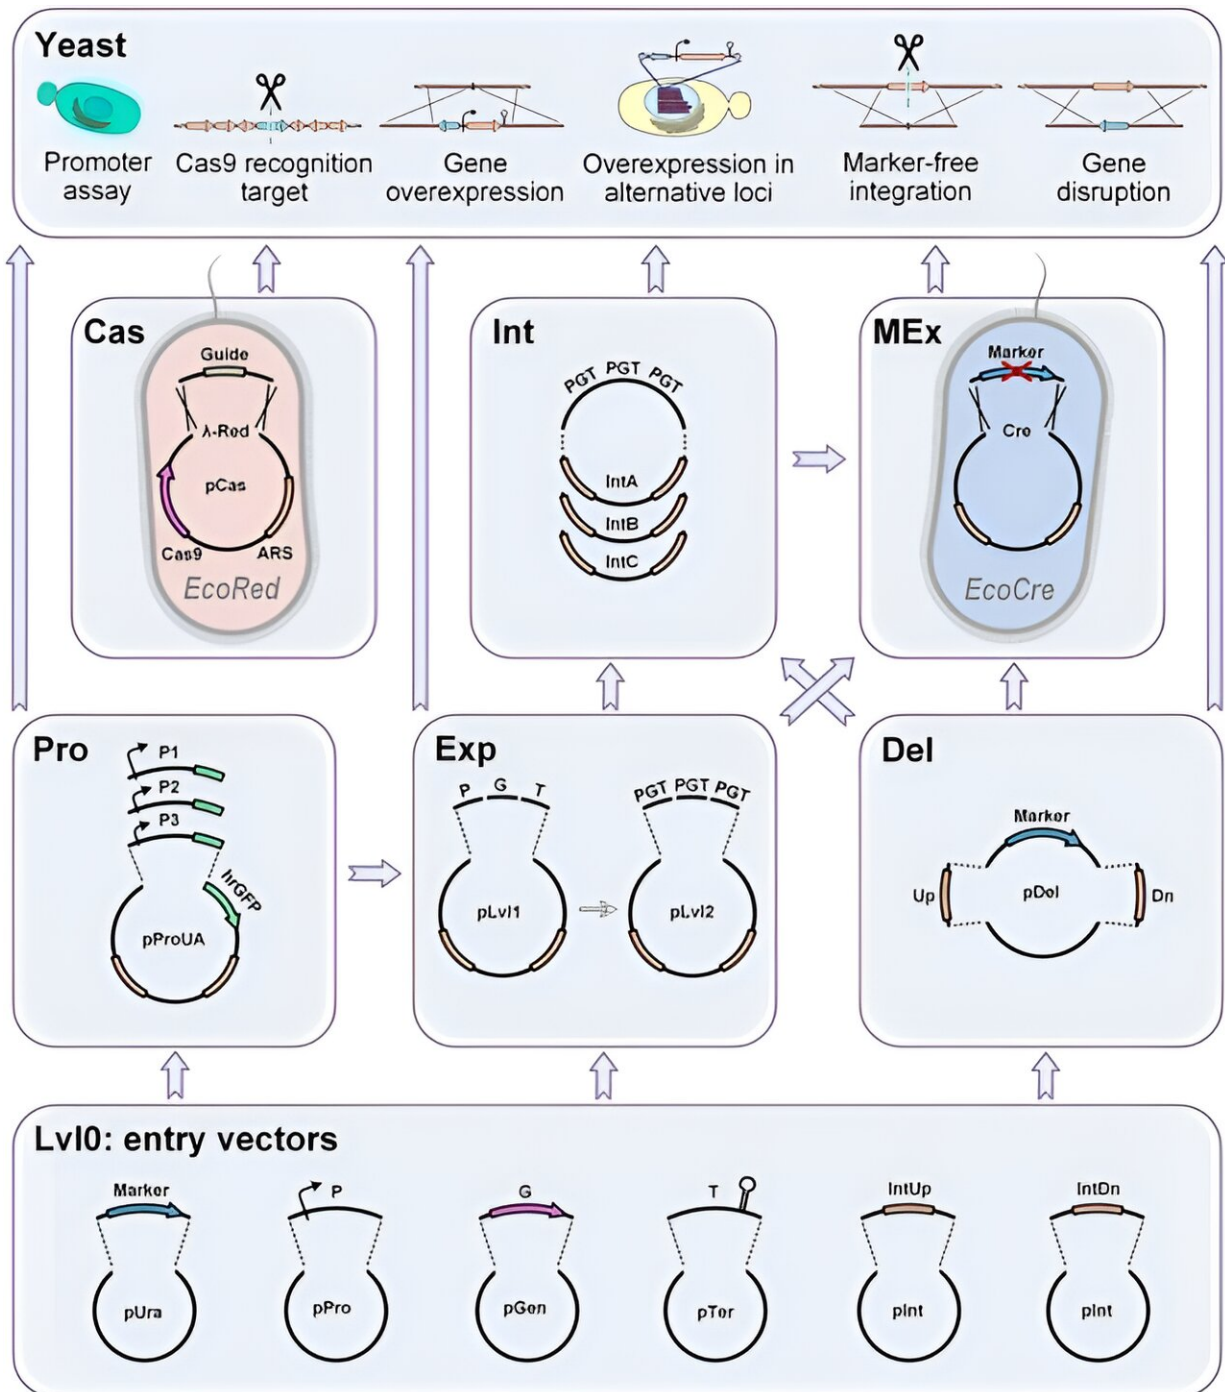 Yeast
Promoter
assay
Cas9 recognition
target
Gene
overexpression
Overexpression in
alternative loci
Marker-free
integration
Gene
disruption
Cas
Guide
λ-Red
pCas
Cas9
ARS
EcoRed
Int
PGT PGT PGT
IntA
IntB
IntC
MEx
Marker
Cre
EcoCre
Pro
P1
P2
P3
hrGFP
pProUA
Exp
P G T
pLvl1
PGT PGT PGT
pLvl2
Del
Marker
Up
pDel
Dn
Lvl0: entry vectors
Marker
pUra
P
pPro
G
pGen
T
pTer
IntUp
pInt
IntDn
pInt